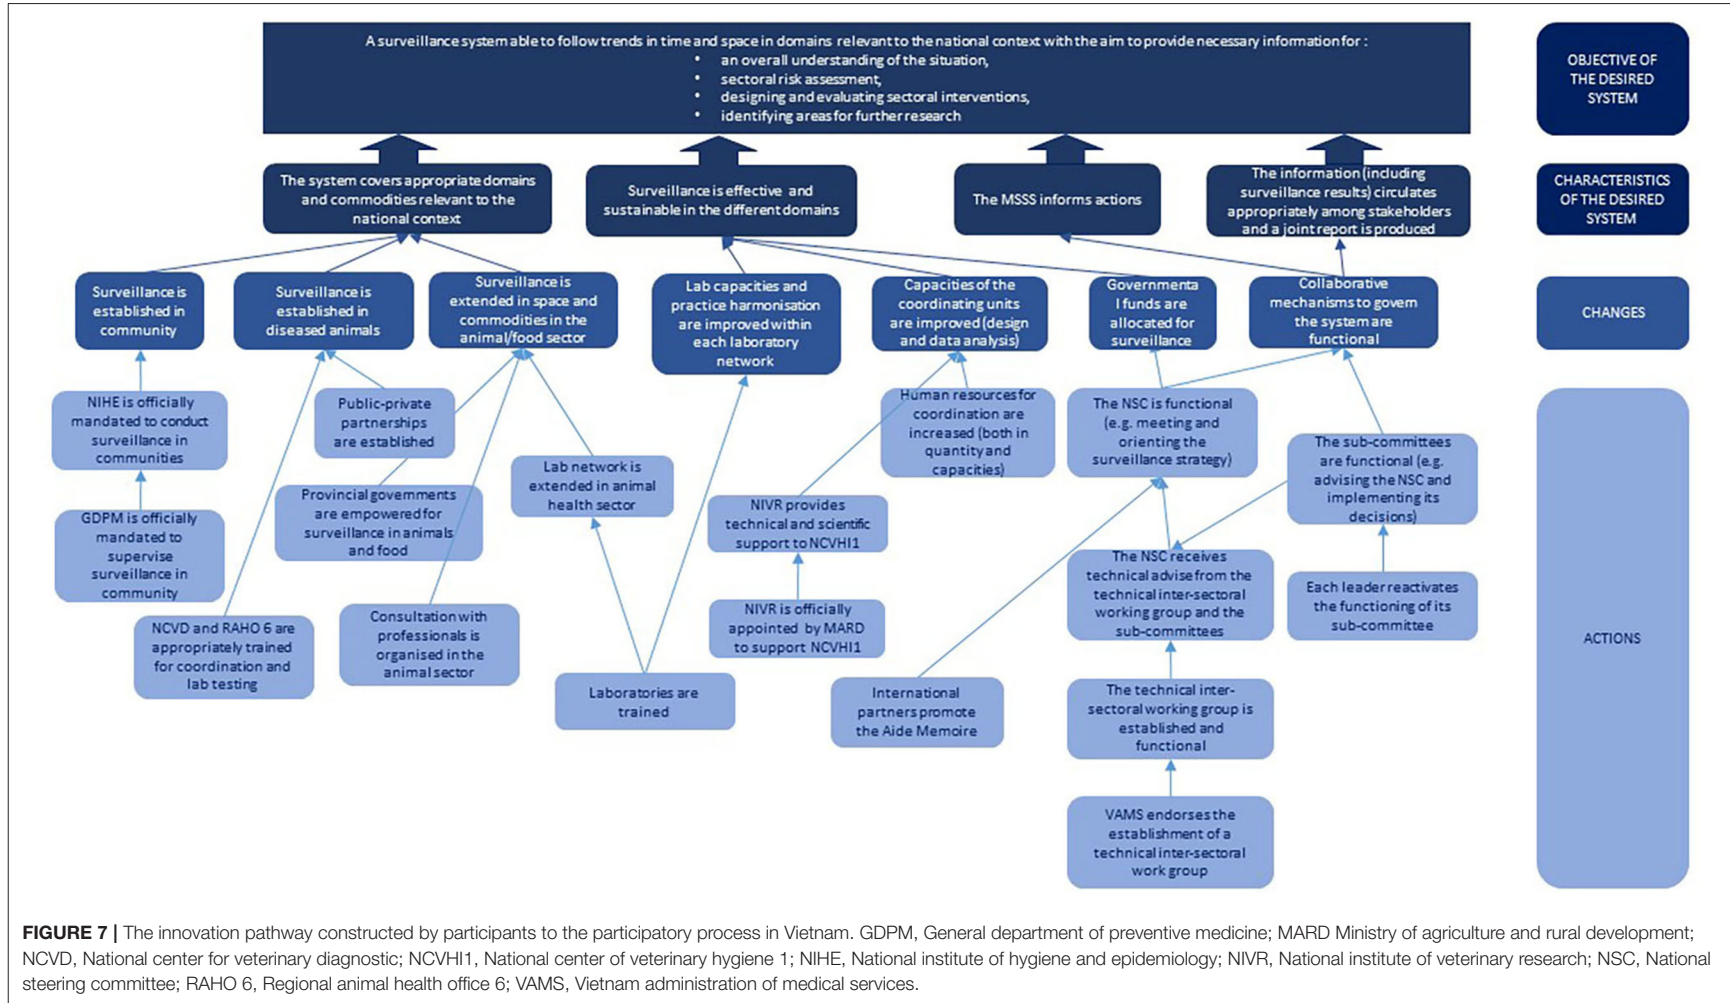 A surveillance system able to follow trends in time and space in domains relevant to the national context with the aim to provide necessary information for :
• an overall understanding of the situation,
• sectoral risk assessment,
• designing and evaluating sectoral interventions,
• identifying areas for further research
OBJECTIVE OF
THE DESIRED
SYSTEM
The system covers appropriate domains
and commodities relevant to the
national context
Surveillance is effective and
sustainable in the different domains
The MSSS informs actions
The information (including
surveillance results) circulates
appropriately among stakeholders
and a joint report is produced
CHARACTERISTICS
OF THE DESIRED
SYSTEM
Surveillance is
established in
community
Surveillance is
established in
diseased animals
Surveillance is
extended in space and
commodities in the
animal/food sector
Lab capacities and
practice harmonisation
are improved within
each laboratory
network
Capacities of the
coordinating units
are improved (design
and data analysis)
Governmenta
l funds are
allocated for
surveillance
Collaborative
mechanisms to govern
the system are
functional
CHANGES
NIHE is officially
mandated to conduct
surveillance in
communities
Public-private
partnerships
are established
Human resources for
coordination are
increased (both in
quantity and
capacities)
The NSC is functional
(e.g. meeting and
orienting the
surveillance strategy)
The sub-committees
are functional (e.g.
advising the NSC and
implementing its
decisions)
Lab network is
extended in animal
health sector
Provincial governments
are empowered for
surveillance in animals
and food
NIVR provides
technical and scientific
support to NCVHI1
GDPM is officially
mandated to
supervise
surveillance in
community
The NSC receives
technical advise from the
technical inter-sectoral
working group and the
sub-committees
Each leader reactivates
the functioning of its
sub-committee
NCVD and RAHO 6 are
appropriately trained
for coordination and
lab testing
Consultation with
professionals is
organised in the
animal sector
NIVR is officially
appointed by MARD
to support NCVHI1
ACTIONS
Laboratories are
trained
International
partners promote
the Aide Memoire
The technical inter-
sectoral working group is
established and
functional
VAMS endorses the
establishment of a
technical inter-sectoral
work group
FIGURE 7 | The innovation pathway constructed by participants to the participatory process in Vietnam. GDPM, General department of preventive medicine; MARD Ministry of agriculture and rural development;
NCVD, National center for veterinary diagnostic; NCVHI1, National center of veterinary hygiene 1; NIHE, National institute of hygiene and epidemiology; NIVR, National institute of veterinary research; NSC, National
steering committee; RAHO 6, Regional animal health office 6; VAMS, Vietnam administration of medical services.